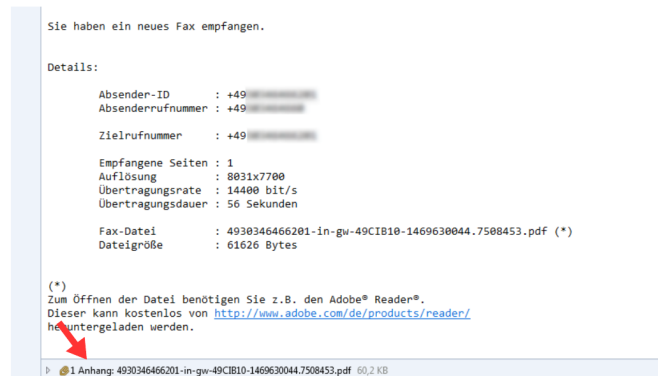 Sie haben ein neues Fax empfangen.
Details:
Absender-ID : +49
Absenderrufnummer : +49
Zielrufnummer : +49
Empfangene Seiten : 1
Auflösung : 8031x7700
Übertragungsrate : 14400 bit/s
Übertragungsdauer : 56 Sekunden
Fax-Datei : 4930346466201-in-gw-49CIB10-1469630044.7508453.pdf (*)
Dateigröße : 61626 Bytes
(*)
Zum Öffnen der Datei benötigen Sie z.B. den Adobe® Reader®.
Dieser kann kostenlos von http://www.adobe.com/de/products/reader/
heruntergeladen werden.
1 Anhang: 4930346466201-in-gw-49CIB10-1469630044.7508453.pdf 60,2 KB